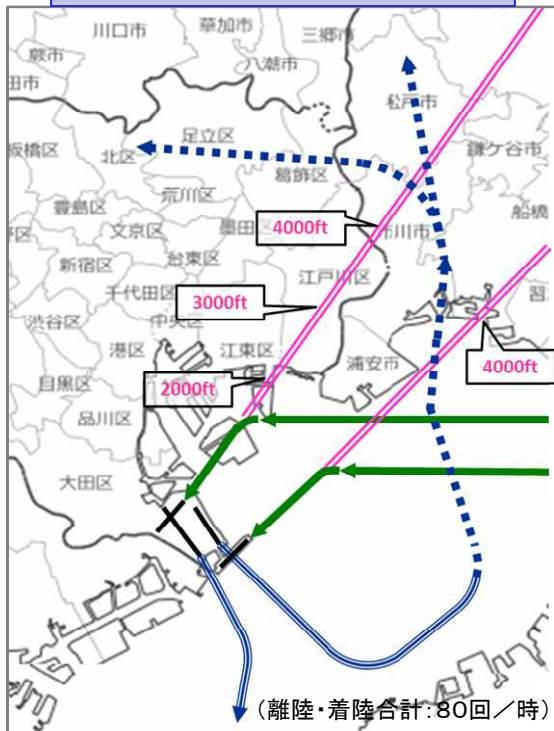 川口市
草加市
三郷市
蕨市
八潮市
田市
松戸市
足立区
板橋区
北区
鎌ケ谷市
葛飾区
荒川区
豊島区
墨田区
船橋
文京区
4000ft
市川市
台東区
新宿区
江戸川区
習
千代田区
3000ft
中央区
渋谷区
港区
江東区
浦安市
4000ft
目黒区
2000ft
品川区
大田区
(離陸・着陸合計:80回/時)